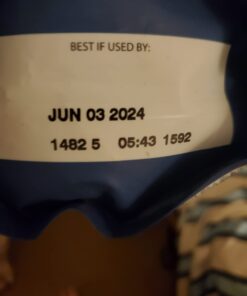 BEST IF USED BY:
JUN 03 2024
1482 5 05:43 1592